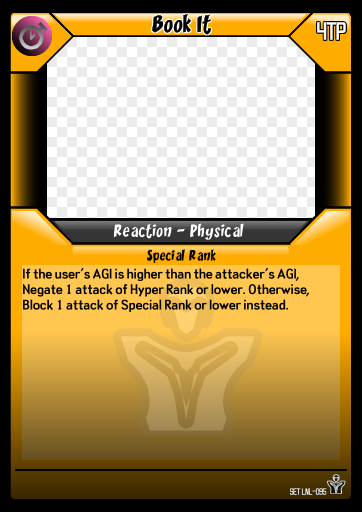 Book It
4TP
Reaction - Physical
Special Rank
If the user's AGI is higher than the attacker's AGI,
Negate 1 attack of Hyper Rank or lower. Otherwise,
Block 1 attack of Special Rank or lower instead.
SET LNL-095